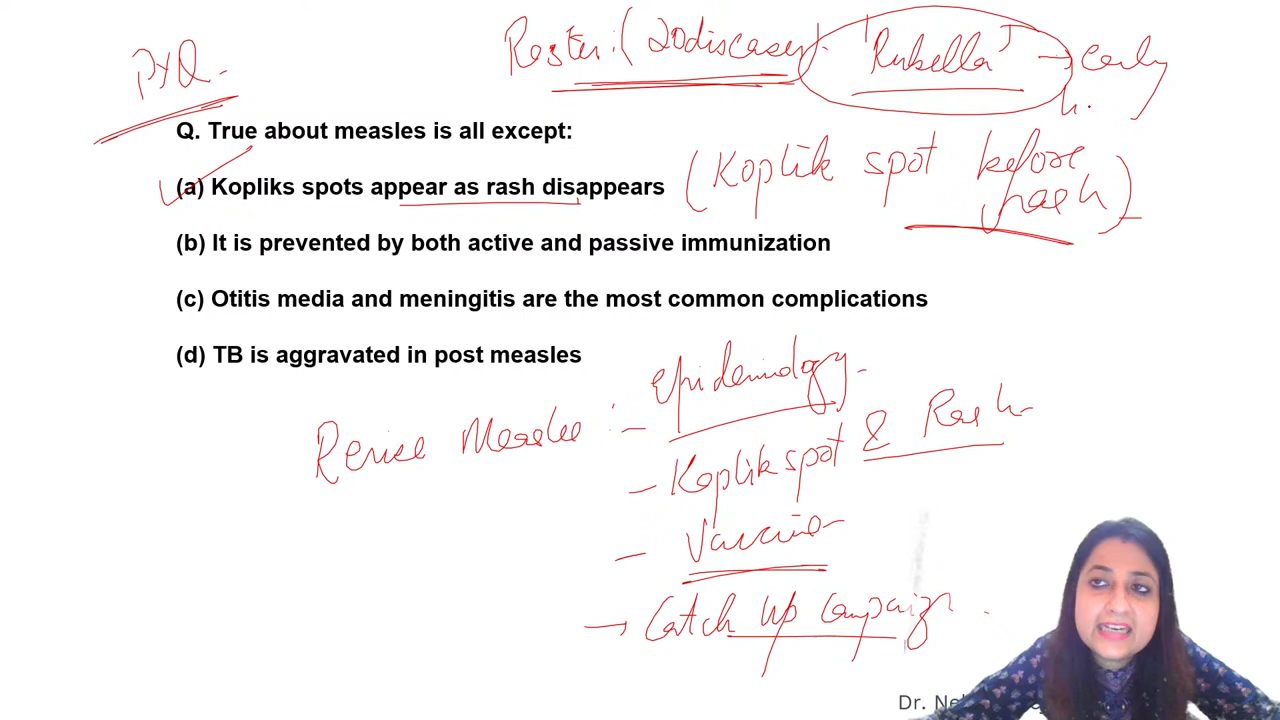 PYQ.
Roster: (20 diseases). "Rubella" → early
h.
Q. True about measles is all except:
(a) Kopliks spots appear as rash disappears
(Koplik spot before rash)
(b) It is prevented by both active and passive immunization
(c) Otitis media and meningitis are the most common complications
(d) TB is aggravated in post measles
Revise Measles :- epidemiology.
- Koplik spot & Rash
- Vaccine
→ Catch up campaign.
Dr. Ne